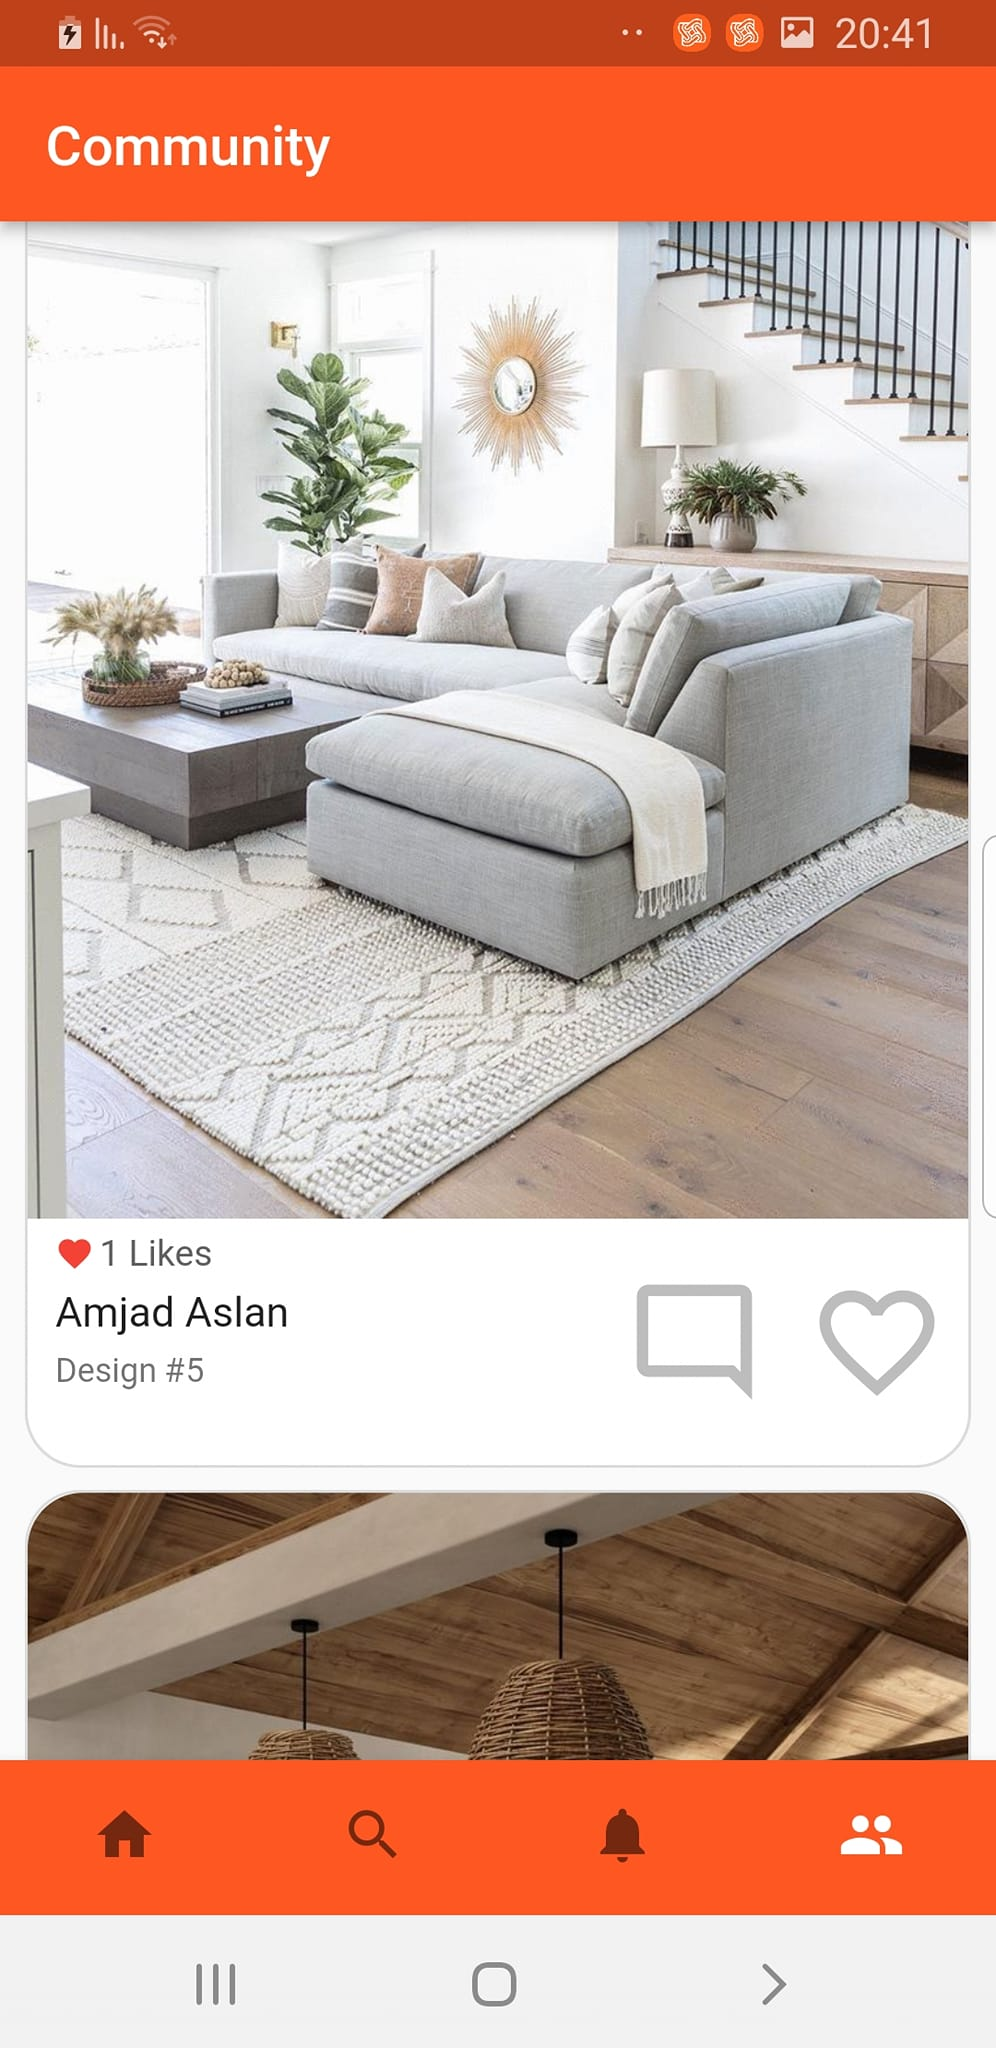 20:41
Community
1 Likes
Amjad Aslan
Design #5